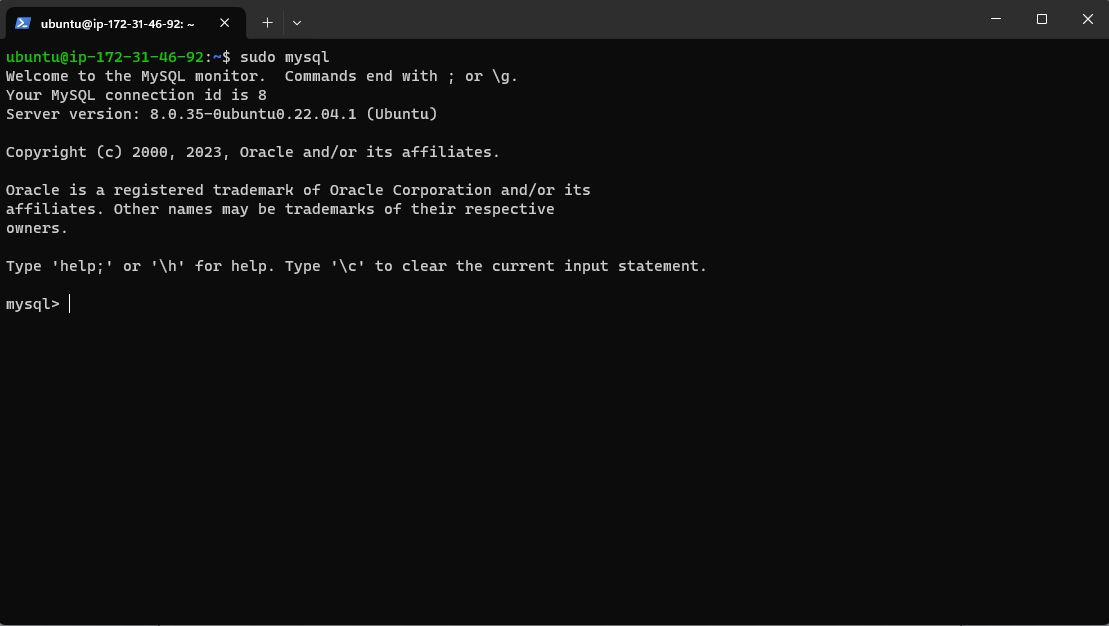 ubuntu@ip-172-31-46-92: ~
ubuntu@ip-172-31-46-92:~$ sudo mysql
Welcome to the MySQL monitor.  Commands end with ; or \g.
Your MySQL connection id is 8
Server version: 8.0.35-0ubuntu0.22.04.1 (Ubuntu)
Copyright (c) 2000, 2023, Oracle and/or its affiliates.
Oracle is a registered trademark of Oracle Corporation and/or its
affiliates. Other names may be trademarks of their respective
owners.
Type 'help;' or '\h' for help. Type '\c' to clear the current input statement.
mysql>